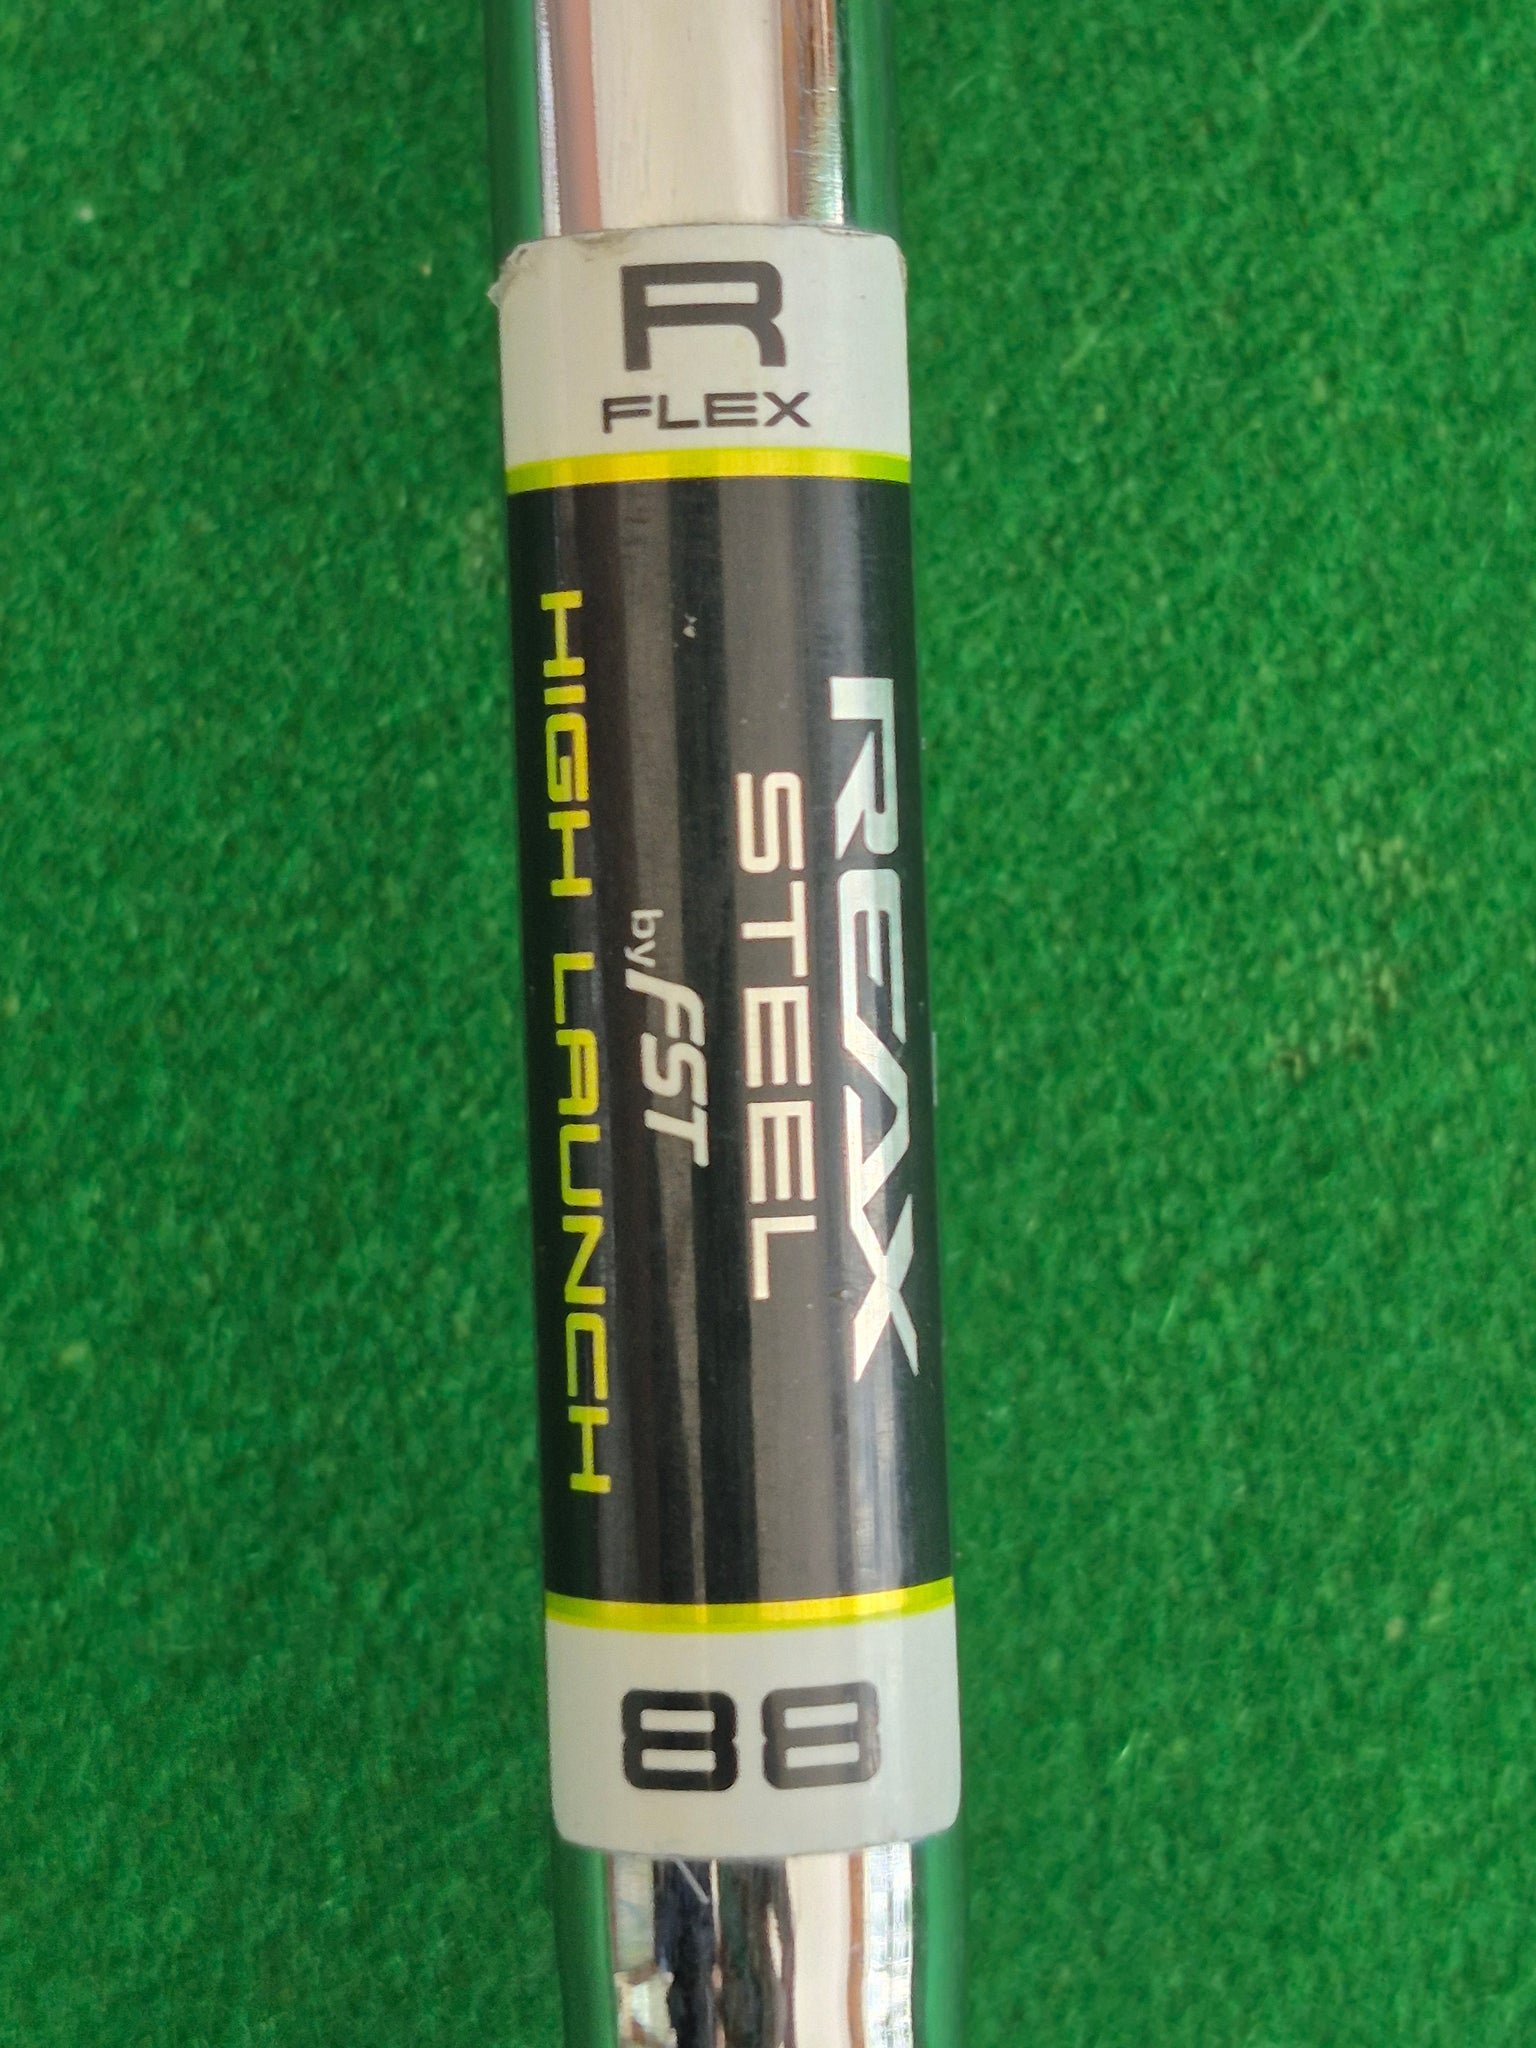 R
FLEX
REAX
STEEL
by FST
HIGH LAUNCH
88